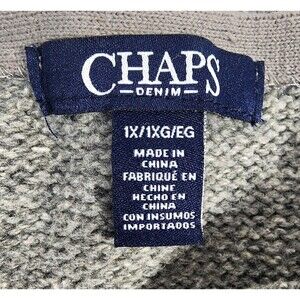 CHAPS
DENIM
1X/1XG/EG
MADE IN
CHINA
FABRIQUÉ EN
CHINE
HECHO EN
CHINA
CON INSUMOS
IMPORTADOS